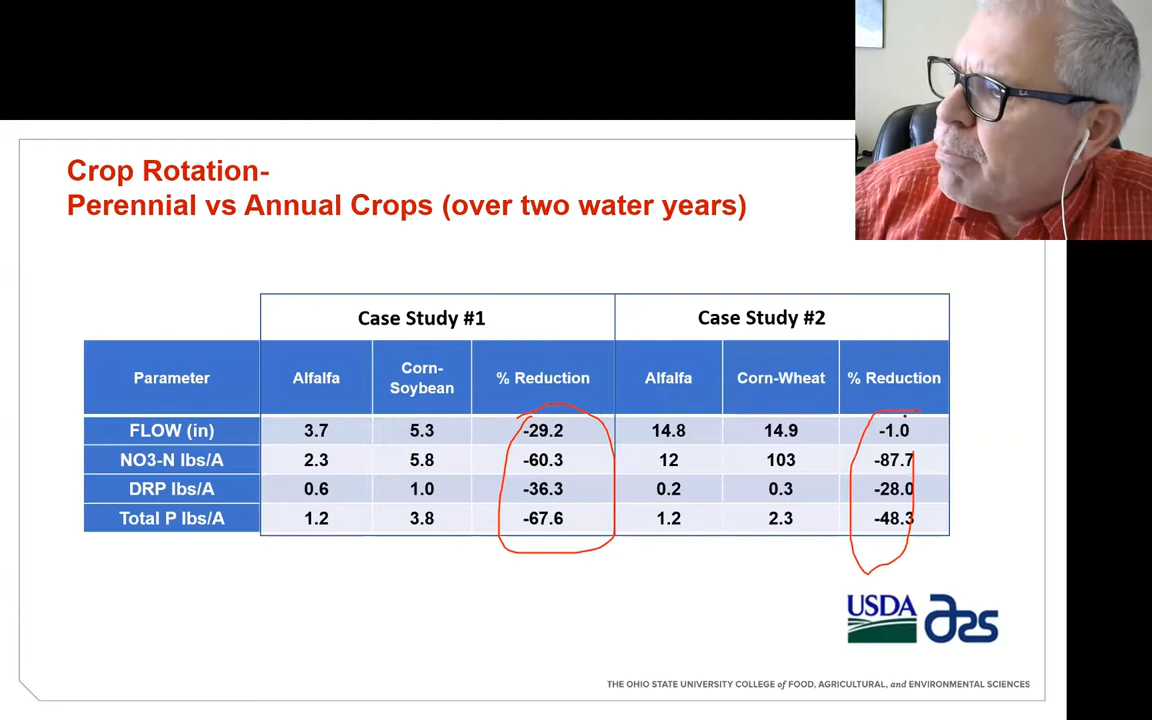 Crop Rotation-
Perennial vs Annual Crops (over two water years)
Case Study #1 Case Study #2
Parameter Alfalfa Corn-Soybean % Reduction Alfalfa Corn-Wheat % Reduction
FLOW (in) 3.7 5.3 -29.2 14.8 14.9 -1.0
NO3-N lbs/A 2.3 5.8 -60.3 12 103 -87.7
DRP lbs/A 0.6 1.0 -36.3 0.2 0.3 -28.0
Total P lbs/A 1.2 3.8 -67.6 1.2 2.3 -48.3
USDA ars
THE OHIO STATE UNIVERSITY COLLEGE of FOOD, AGRICULTURAL, and ENVIRONMENTAL SCIENCES